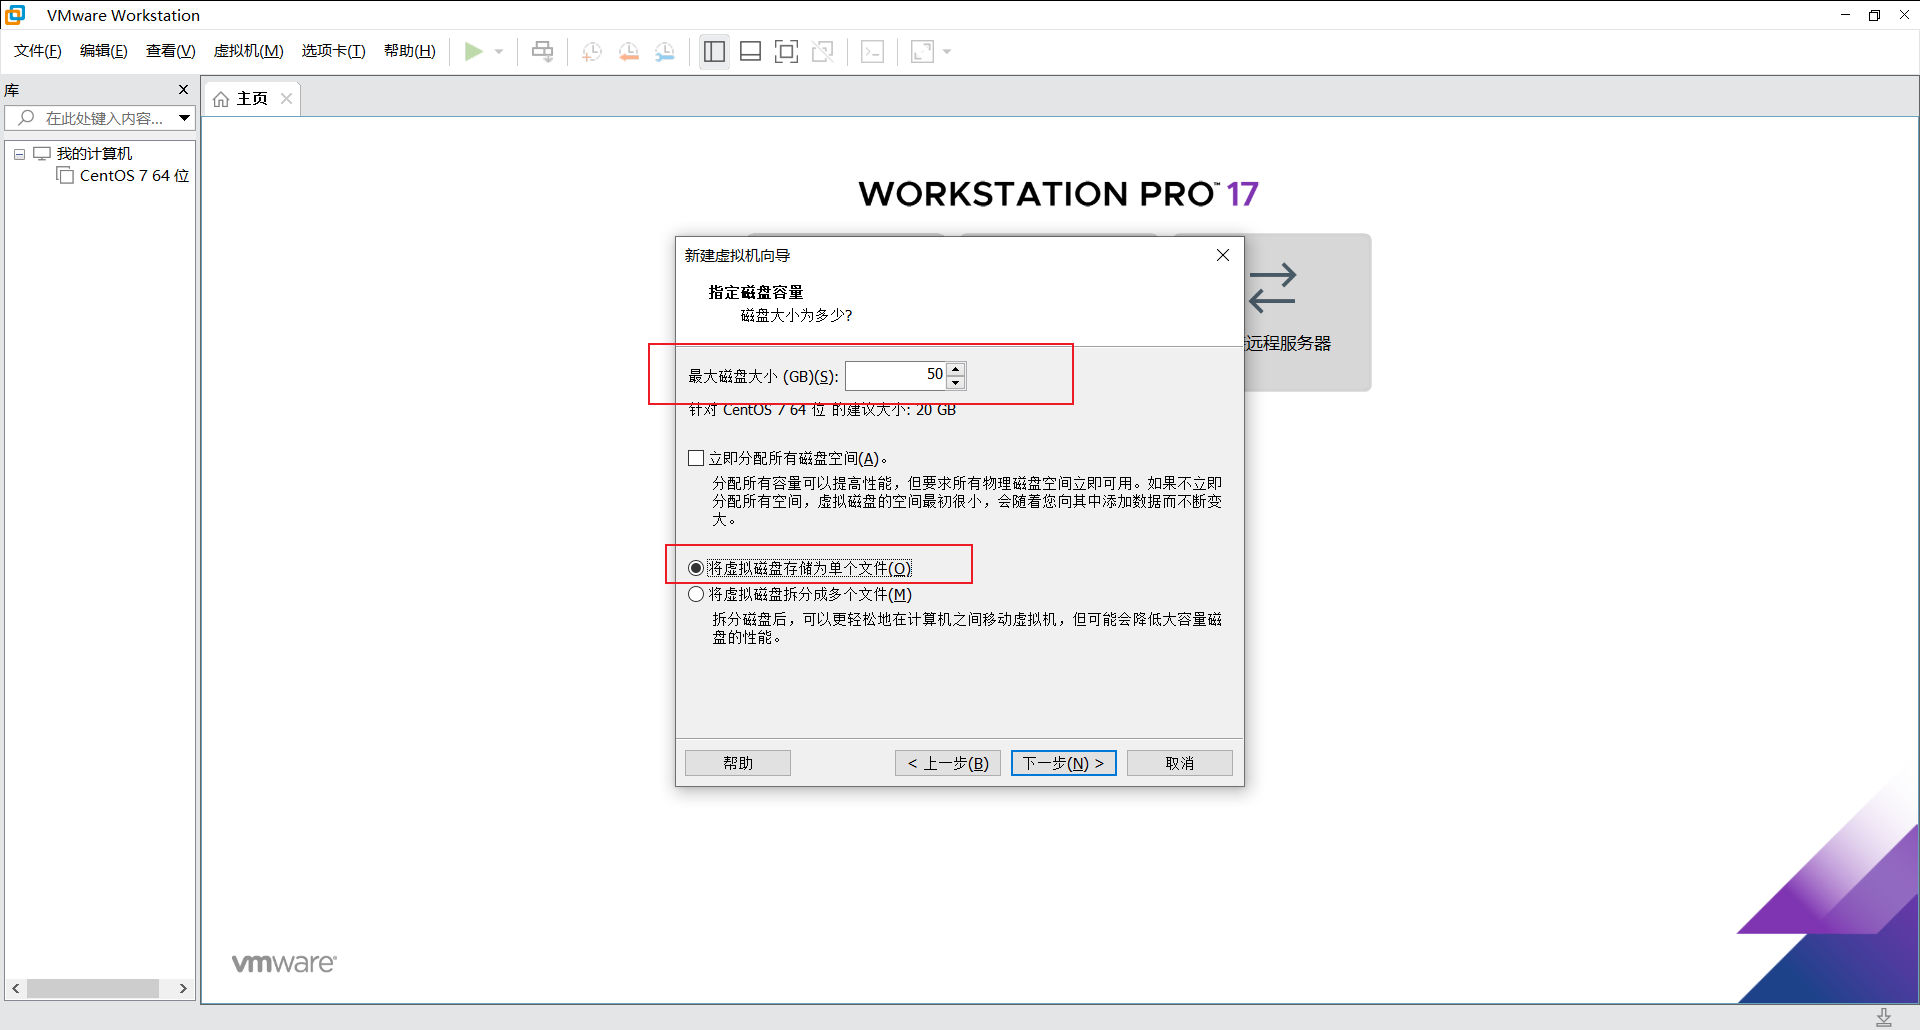 VMware Workstation
文件(F) 编辑(E) 查看(V) 虚拟机(M) 选项卡(T) 帮助(H)
库
在此处键入内容...
我的计算机
CentOS 7 64 位
主页
WORKSTATION PRO™ 17
远程服务器
新建虚拟机向导
指定磁盘容量
磁盘大小为多少?
最大磁盘大小 (GB)(S): 50
针对 CentOS 7 64 位 的建议大小: 20 GB
立即分配所有磁盘空间(A)。
分配所有容量可以提高性能，但要求所有物理磁盘空间立即可用。如果不立即
分配所有空间，虚拟磁盘的空间最初很小，会随着您向其中添加数据而不断变
大。
将虚拟磁盘存储为单个文件(O)
将虚拟磁盘拆分成多个文件(M)
拆分磁盘后，可以更轻松地在计算机之间移动虚拟机，但可能会降低大容量磁
盘的性能。
帮助 < 上一步(B) 下一步(N) > 取消
vmware